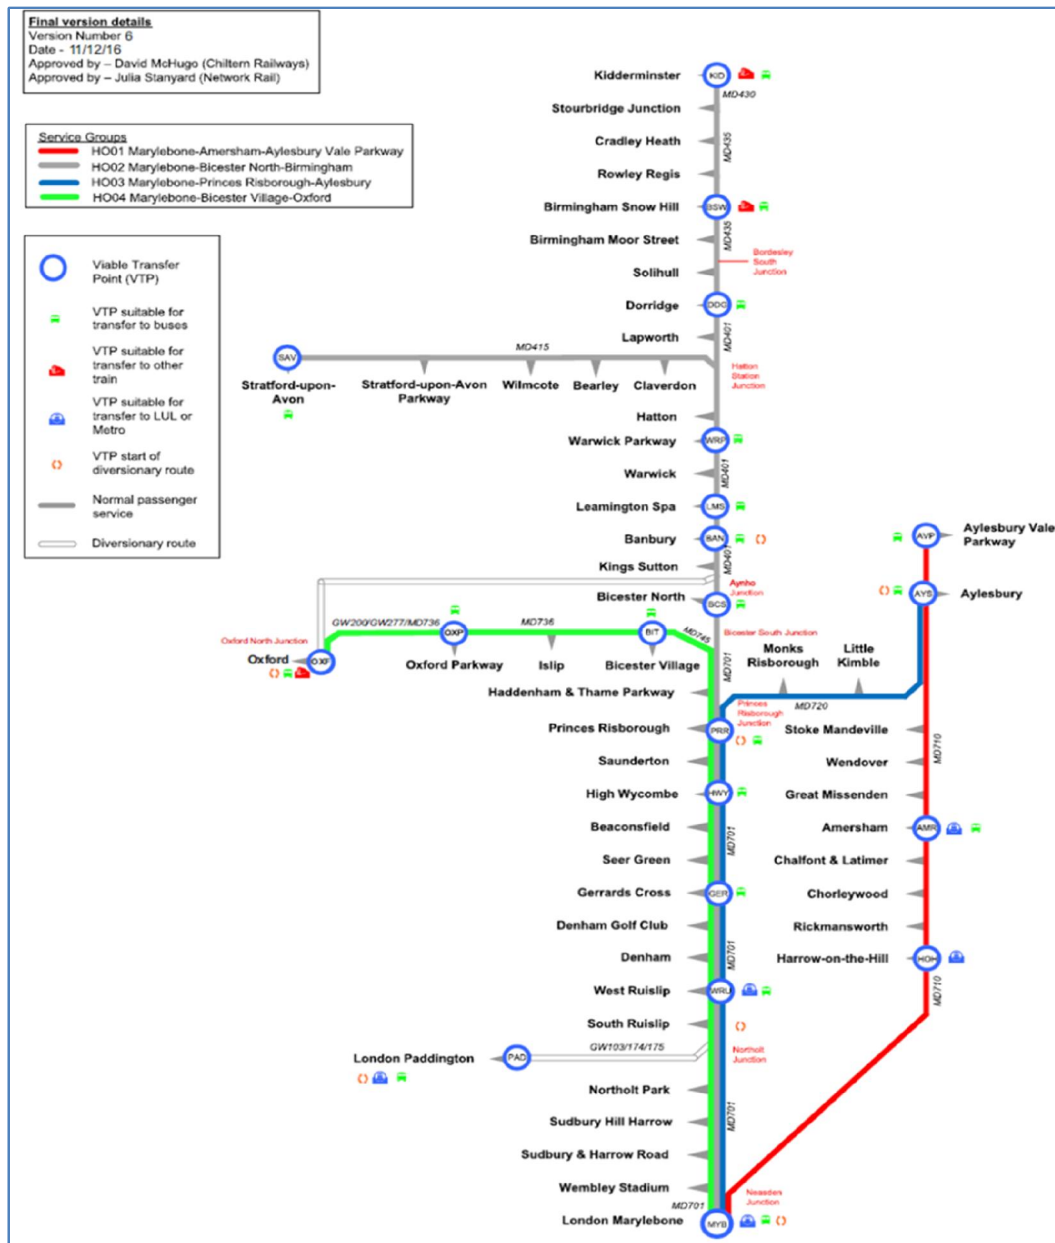 Final version details
Version Number 6
Date - 11/12/16
Approved by – David McHugo (Chiltern Railways)
Approved by – Julia Stanyard (Network Rail)
Service Groups
HO01 Marylebone-Amersham-Aylesbury Vale Parkway
HO02 Marylebone-Bicester North-Birmingham
HO03 Marylebone-Princes Risborough-Aylesbury
HO04 Marylebone-Bicester Village-Oxford
Viable Transfer
Point (VTP)
VTP suitable for
transfer to buses
VTP suitable for
transfer to other
train
VTP suitable for
transfer to LUL or
Metro
VTP start of
diversionary route
Normal passenger
service
Diversionary route
Kidderminster
KID
MD430
Stourbridge Junction
Cradley Heath
MD435
Rowley Regis
Birmingham Snow Hill
BSW
MD435
Birmingham Moor Street
Bordesley
South
Junction
Solihull
Dorridge
DDG
Lapworth
MD401
MD415
SAV
Stratford-upon-
Avon
Stratford-upon-Avon
Parkway
Wilmcote
Bearley
Claverdon
Hatton
Station
Junction
Hatton
Warwick Parkway
WRP
Warwick
MD401
Leamington Spa
LMS
Banbury
BAN
MD401
Kings Sutton
Aynho
Junction
Bicester North
BCS
AVP
Aylesbury Vale
Parkway
AYS
Aylesbury
GW200/GW277/MD736
MD736
MD745
Bicester South Junction
Oxford North Junction
Oxford
OXF
OXP
Oxford Parkway
Islip
BIT
Bicester Village
MD701
Monks
Risborough
Little
Kimble
MD720
Haddenham & Thame Parkway
Princes
Risborough
Junction
Princes Risborough
PRR
Stoke Mandeville
MD710
Saunderton
Wendover
High Wycombe
HWY
Great Missenden
Beaconsfield
MD701
Amersham
AMR
Seer Green
Chalfont & Latimer
Gerrards Cross
GER
Chorleywood
Denham Golf Club
Rickmansworth
Denham
MD701
Harrow-on-the-Hill
HOH
MD710
West Ruislip
WRU
South Ruislip
GW103/174/175
Northolt
Junction
London Paddington
PAD
Northolt Park
MD701
Sudbury Hill Harrow
Sudbury & Harrow Road
Wembley Stadium
MD701
Neasden
Junction
London Marylebone
MYB